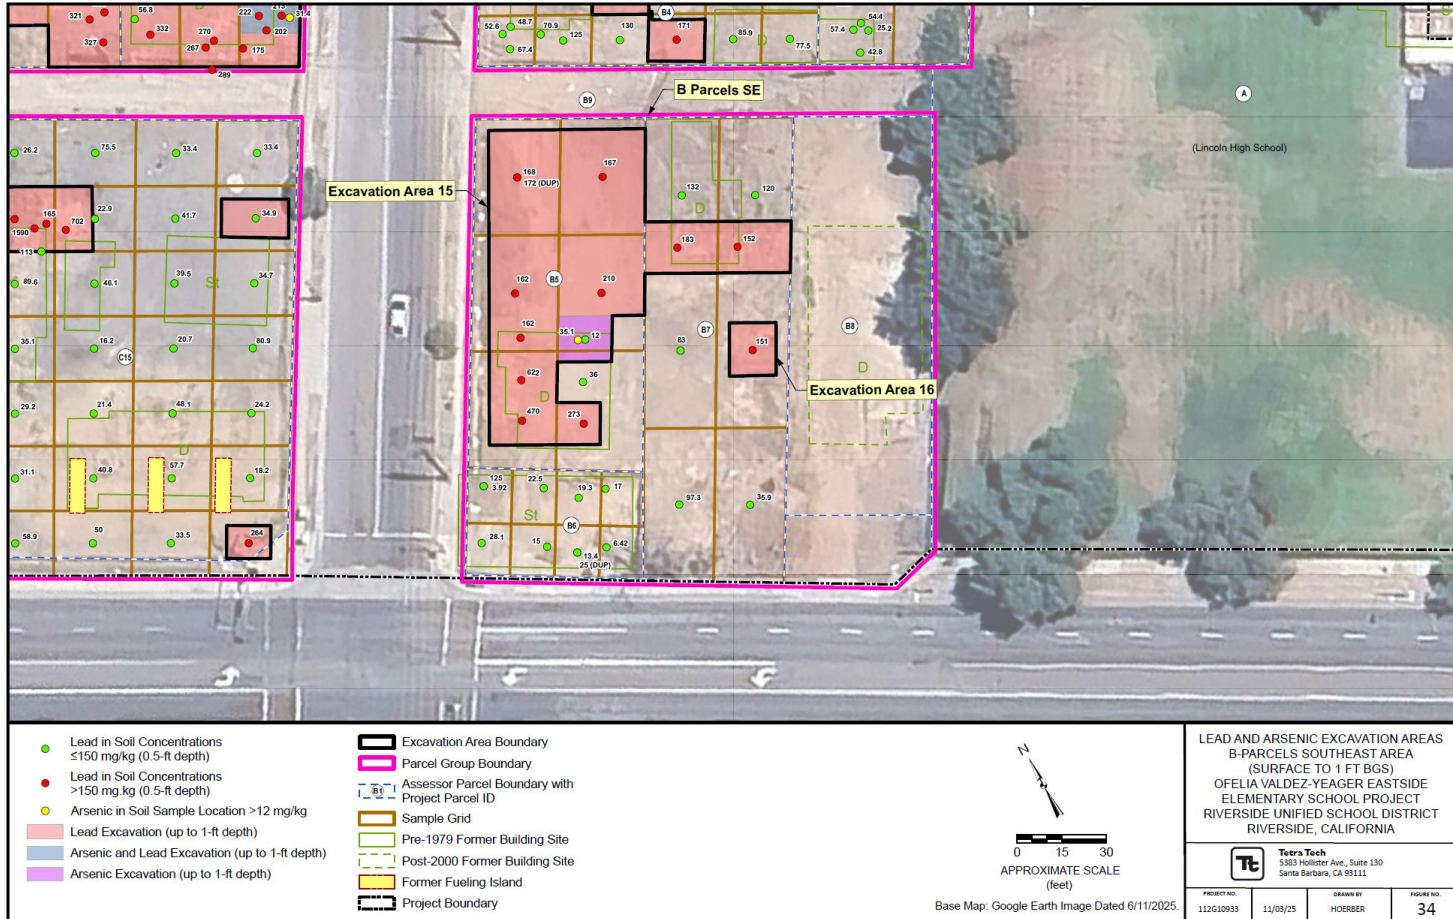 321
56.8
D
222
213
31.4
332
270
202
327
267
175
289
48.7
70.9
130
B4
171
54.4
52.6
57.4
25.2
125
67.4
85.9
D
77.5
42.8
B9
B Parcels SE
A
(Lincoln High School)
26.2
75.5
33.4
33.4
168
172 (DUP)
167
132
120
Excavation Area 15
D
165
702
22.9
41.7
34.9
1590
113
183
152
89.6
46.1
39.5
St
34.7
162
B5
210
35.1
16.2
20.7
80.9
C15
162
35.1
12
83
B7
151
B8
D
622
36
Excavation Area 16
29.2
21.4
48.1
24.2
D
470
273
D
31.1
40.8
57.7
18.2
125
3.92
22.5
19.3
17
97.3
35.9
St
B6
58.9
50
33.5
264
28.1
15
13.4
25 (DUP)
6.42
Lead in Soil Concentrations
≤150 mg/kg (0.5-ft depth)
Lead in Soil Concentrations
>150 mg.kg (0.5-ft depth)
Arsenic in Soil Sample Location >12 mg/kg
Lead Excavation (up to 1-ft depth)
Arsenic and Lead Excavation (up to 1-ft depth)
Arsenic Excavation (up to 1-ft depth)
Excavation Area Boundary
Parcel Group Boundary
B1
Assessor Parcel Boundary with
Project Parcel ID
Sample Grid
Pre-1979 Former Building Site
Post-2000 Former Building Site
Former Fueling Island
Project Boundary
N
0 15 30
APPROXIMATE SCALE
(feet)
Base Map: Google Earth Image Dated 6/11/2025.
LEAD AND ARSENIC EXCAVATION AREAS
B-PARCELS SOUTHEAST AREA
(SURFACE TO 1 FT BGS)
OFELIA VALDEZ-YEAGER EASTSIDE
ELEMENTARY SCHOOL PROJECT
RIVERSIDE UNIFIED SCHOOL DISTRICT
RIVERSIDE, CALIFORNIA
Tt
Tetra Tech
5383 Hollister Ave., Suite 130
Santa Barbara, CA 93111
PROJECT NO.
112G10933
11/03/25
DRAWN BY
HOERBER
FIGURE NO.
34